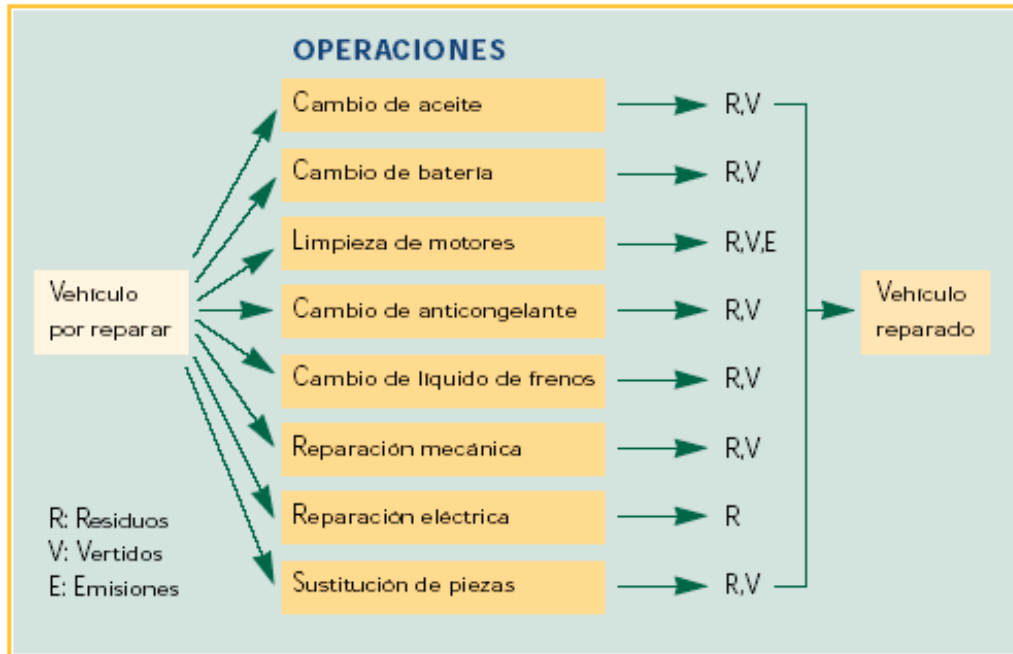 OPERACIONES
Cambio de aceite
R,V
Cambio de batería
R,V
Limpieza de motores
R,V,E
Vehículo
por reparar
Cambio de anticongelante
R,V
Vehículo
reparado
Cambio de líquido de frenos
R,V
Reparación mecánica
R,V
Reparación eléctrica
R
Sustitución de piezas
R,V
R: Residuos
V: Vertidos
E: Emisiones